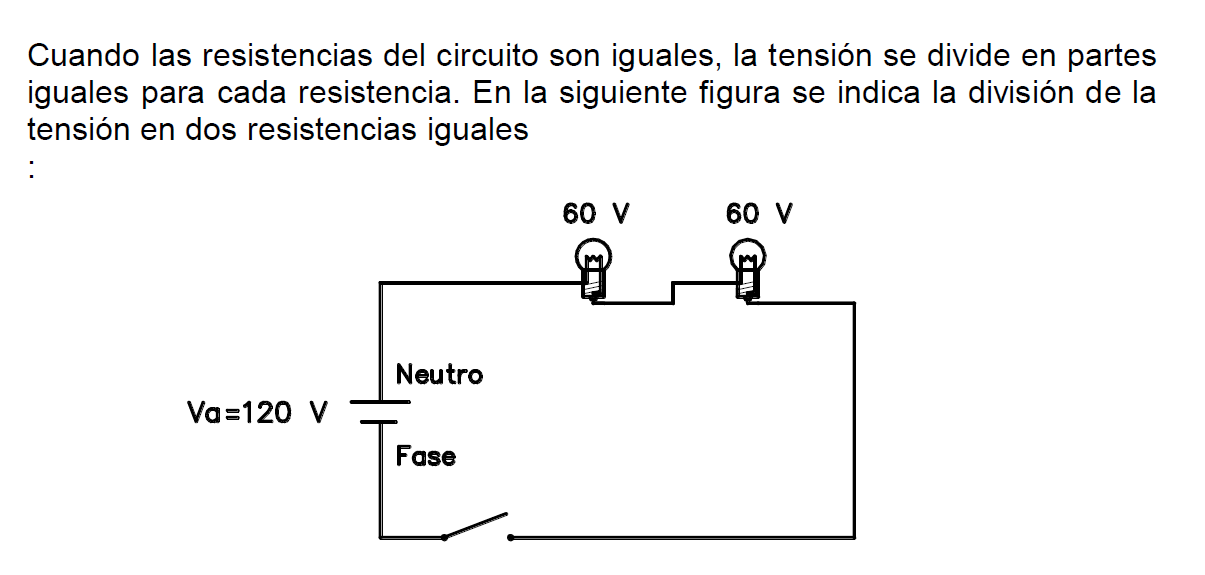 Cuando las resistencias del circuito son iguales, la tensión se divide en partes
iguales para cada resistencia. En la siguiente figura se indica la división de la
tensión en dos resistencias iguales
:
60 V
60 V
Neutro
Va=120 V
Fase